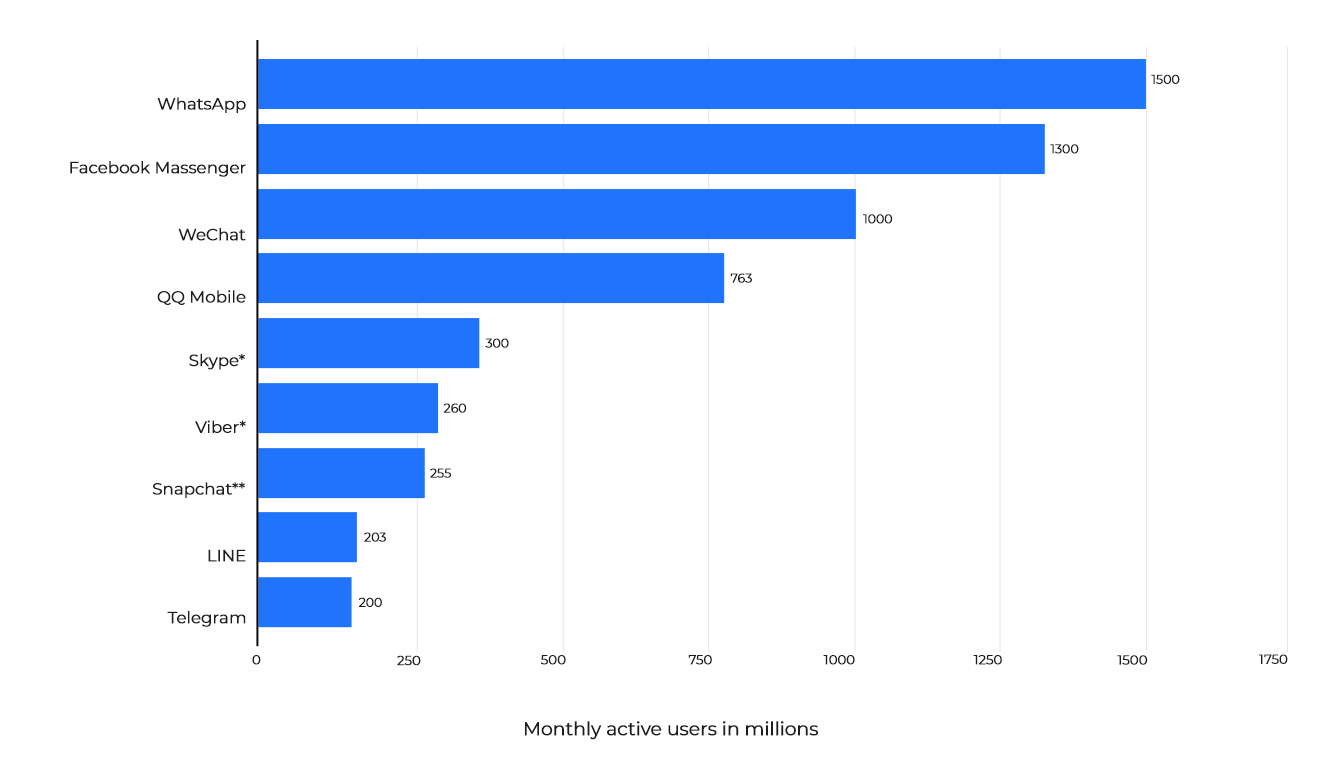 WhatsApp 1500
Facebook Massenger 1300
WeChat 1000
QQ Mobile 763
Skype* 300
Viber* 260
Snapchat** 255
LINE 203
Telegram 200
0 250 500 750 1000 1250 1500 1750
Monthly active users in millions